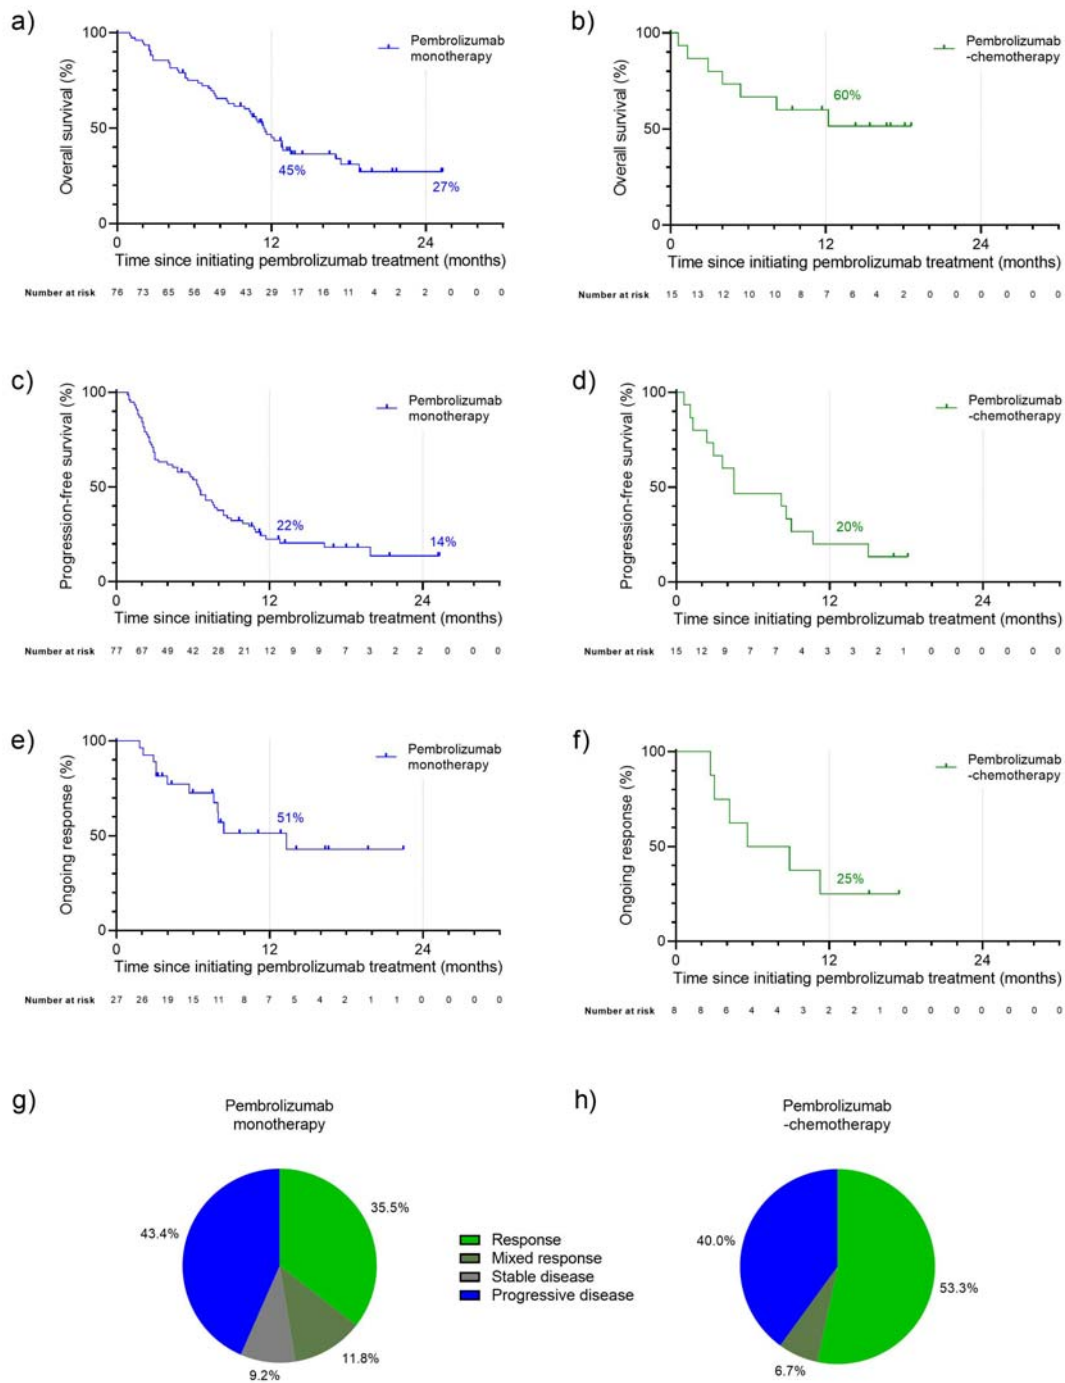 a)
100
50
0
Overall survival (%)
Pembrolizumab
monotherapy
45%
27%
0 12 24
Time since initiating pembrolizumab treatment (months)
Number at risk 76 73 65 56 49 43 29 17 16 11 4 2 2 0 0 0
b)
100
50
0
Overall survival (%)
Pembrolizumab
-chemotherapy
60%
0 12 24
Time since initiating pembrolizumab treatment (months)
Number at risk 15 13 12 10 10 8 7 6 4 2 0 0 0 0 0 0
c)
100
50
0
Progression-free survival (%)
Pembrolizumab
monotherapy
22%
14%
0 12 24
Time since initiating pembrolizumab treatment (months)
Number at risk 77 67 49 42 28 21 12 9 9 7 3 2 2 0 0 0
d)
100
50
0
Progression-free survival (%)
Pembrolizumab
-chemotherapy
20%
0 12 24
Time since initiating pembrolizumab treatment (months)
Number at risk 15 12 9 7 7 4 3 3 2 1 0 0 0 0 0 0
e)
100
50
0
Ongoing response (%)
Pembrolizumab
monotherapy
51%
0 12 24
Time since initiating pembrolizumab treatment (months)
Number at risk 27 26 19 15 11 8 7 5 4 2 1 1 0 0 0 0
f)
100
50
0
Ongoing response (%)
Pembrolizumab
-chemotherapy
25%
0 12 24
Time since initiating pembrolizumab treatment (months)
Number at risk 8 8 6 4 4 3 2 2 1 0 0 0 0 0 0 0
g)
Pembrolizumab
monotherapy
43.4%
35.5%
11.8%
9.2%
Response
Mixed response
Stable disease
Progressive disease
h)
Pembrolizumab
-chemotherapy
40.0%
53.3%
6.7%